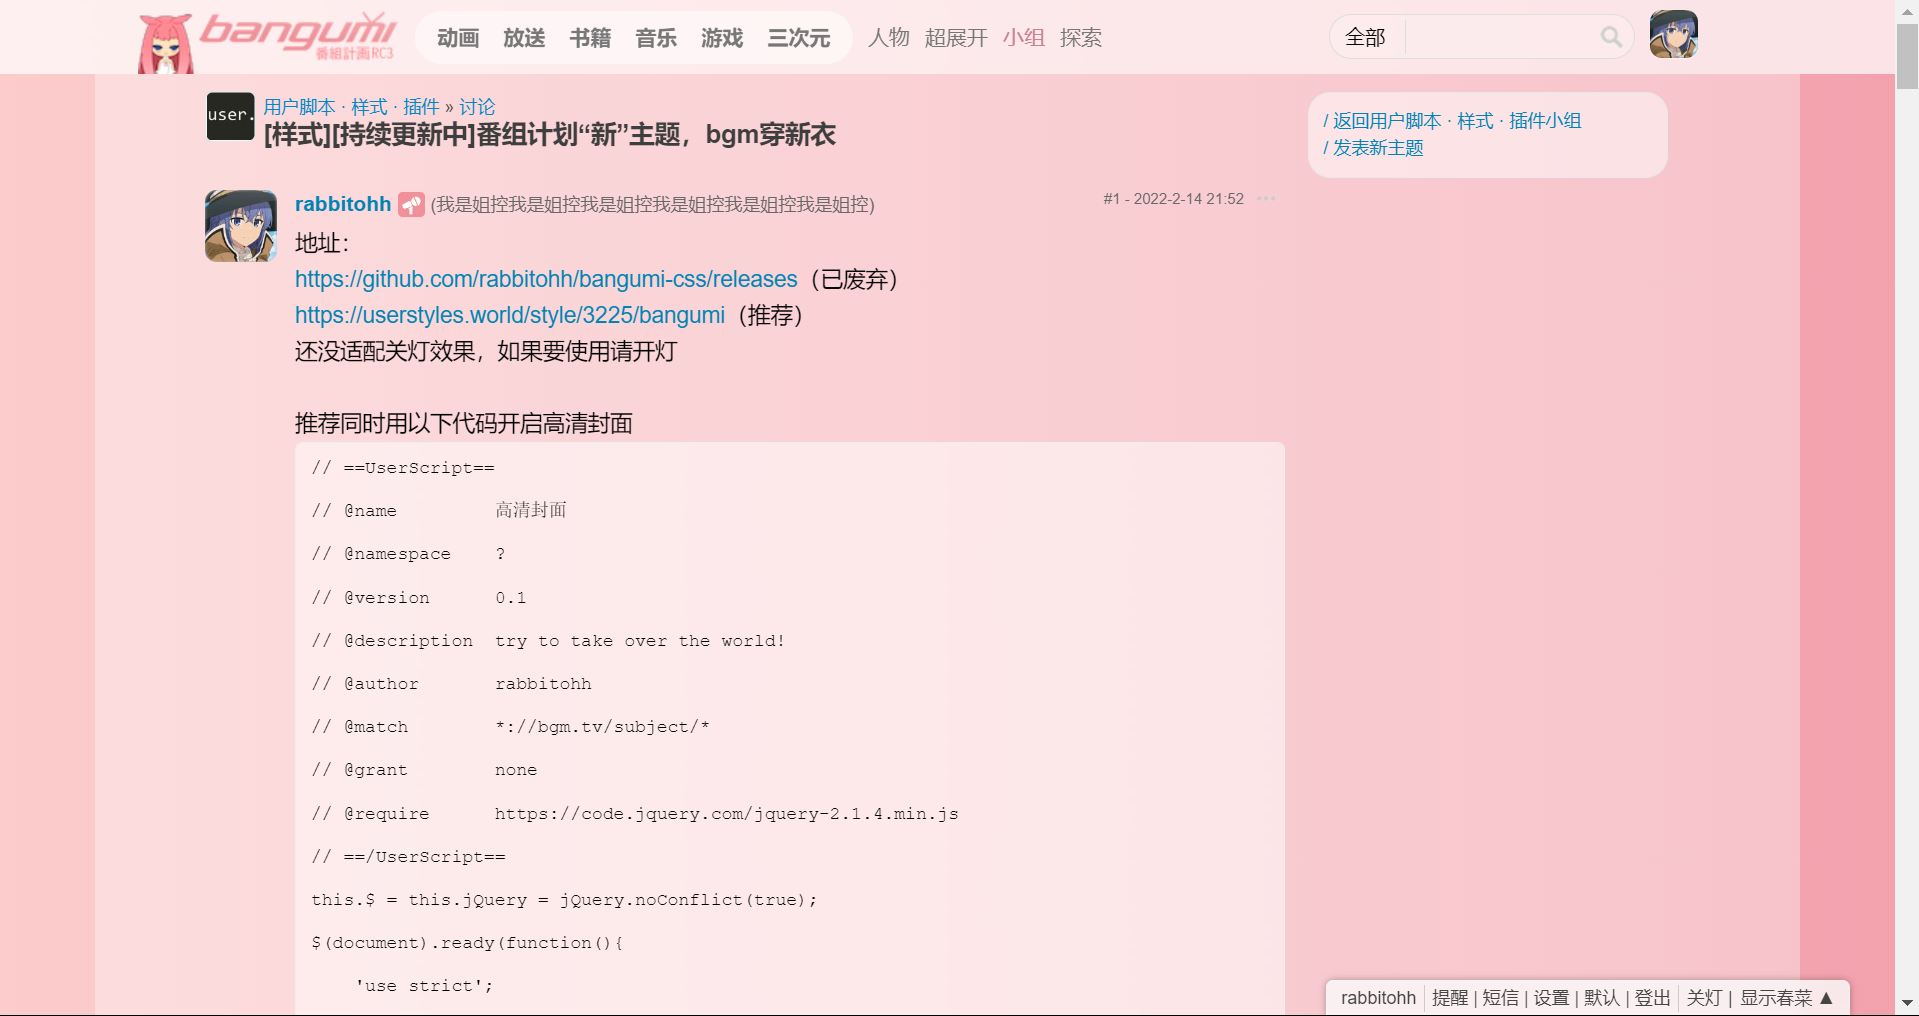 bangumi
番組計画RC3
动画 放送 书籍 音乐 游戏 三次元 人物 超展开 小组 探索
全部
user.
用户脚本 · 样式 · 插件 » 讨论
[样式][持续更新中]番组计划“新”主题，bgm穿新衣
/ 返回用户脚本 · 样式 · 插件小组
/ 发表新主题
rabbitohh (我是姐控我是姐控我是姐控我是姐控我是姐控我是姐控)
#1 - 2022-2-14 21:52
地址：
https://github.com/rabbitohh/bangumi-css/releases（已废弃）
https://userstyles.world/style/3225/bangumi（推荐）
还没适配关灯效果，如果要使用请开灯
推荐同时用以下代码开启高清封面
// ==UserScript==
// @name         高清封面
// @namespace    ?
// @version      0.1
// @description  try to take over the world!
// @author       rabbitohh
// @match        *://bgm.tv/subject/*
// @grant        none
// @require      https://code.jquery.com/jquery-2.1.4.min.js
// ==/UserScript==
this.$ = this.jQuery = jQuery.noConflict(true);
$(document).ready(function(){
    'use strict';
rabbitohh 提醒 | 短信 | 设置 | 默认 | 登出 关灯 | 显示春菜 ▲